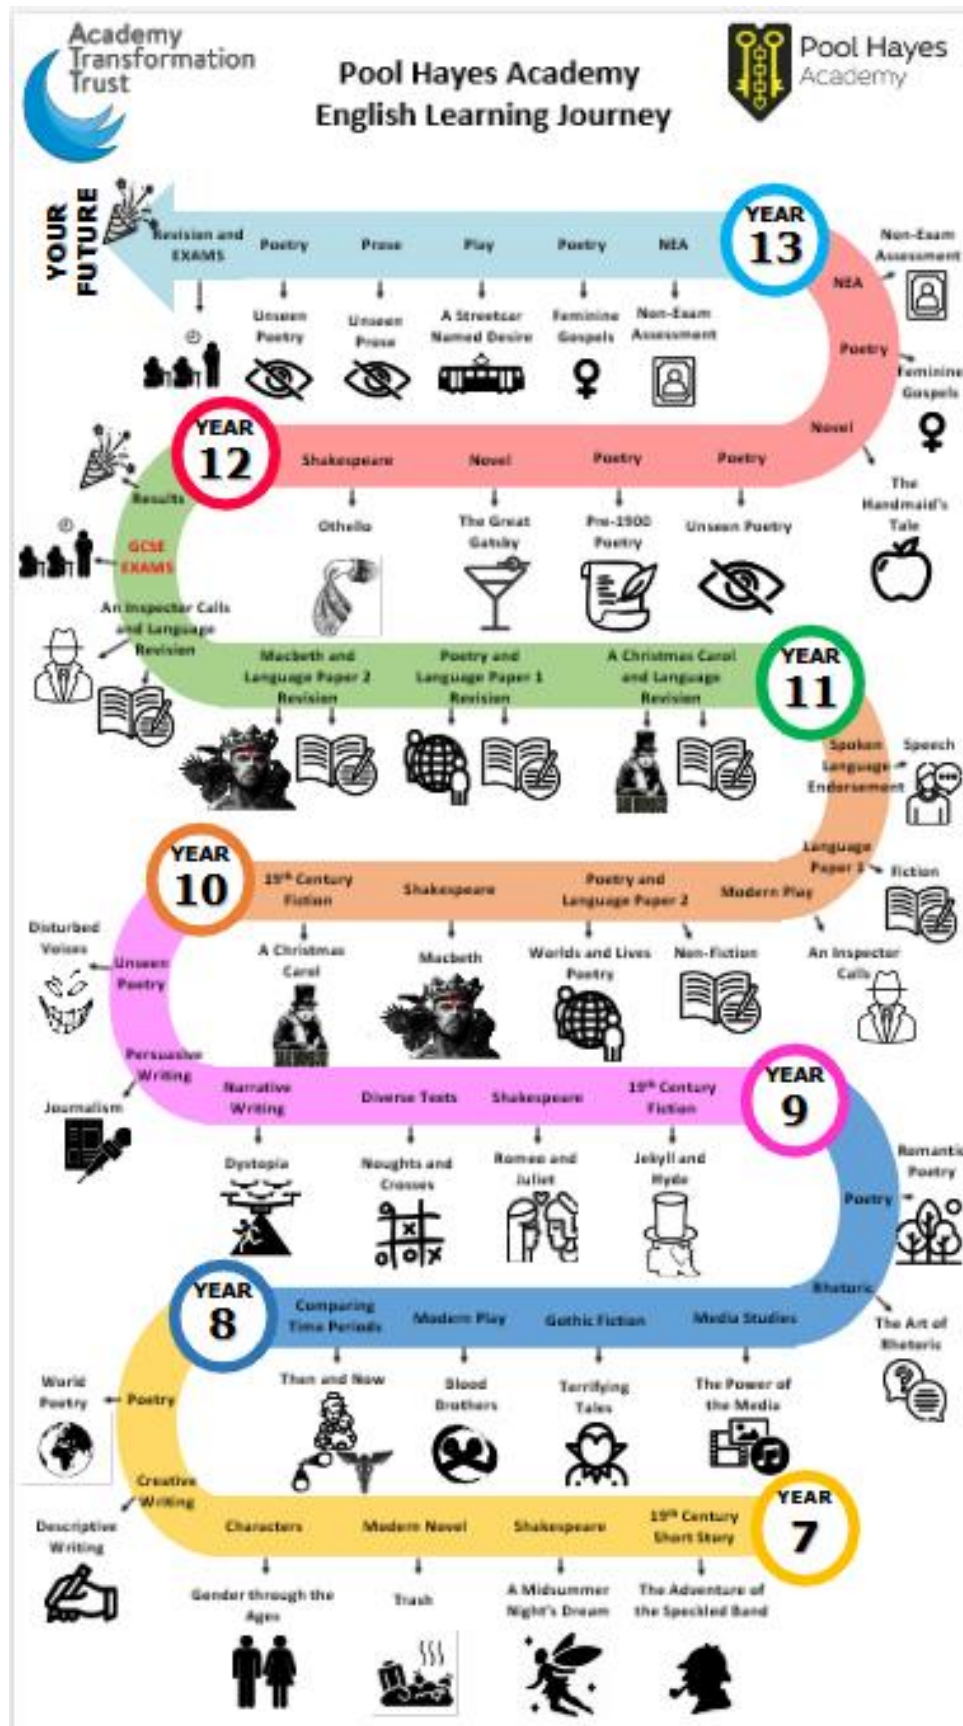 Academy
Transformation
Trust
Pool Hayes Academy
English Learning Journey
Pool Hayes
Academy
YOUR
FUTURE
Revision and
EXAMS
Poetry
Prose
Play
Poetry
NEA
YEAR
13
Unseen
Poetry
Unseen
Prose
A Streetcar
Named Desire
Feminine
Gospels
Non-Exam
Assessment
NEA
Non-Exam
Assessment
Poetry
Feminine
Gospels
Novel
The
Handmaid's
Tale
YEAR
12
Shakespeare
Novel
Poetry
Poetry
Othello
The Great
Gatsby
Pre-1900
Poetry
Unseen Poetry
Results
GCSE
EXAMS
An Inspector Calls
and Language
Revision
Macbeth and
Language Paper 2
Revision
Poetry and
Language Paper 1
Revision
A Christmas Carol
and Language
Revision
YEAR
11
Spoken
Language
Endorsement
Speech
Language
Paper 1
Fiction
YEAR
10
19th Century
Fiction
Shakespeare
Poetry and
Language Paper 2
Modern Play
A Christmas
Carol
Macbeth
Worlds and Lives
Poetry
Non-Fiction
An Inspector
Calls
Disturbed
Voices
Unseen
Poetry
Persuasive
Writing
Journalism
Narrative
Writing
Diverse Texts
Shakespeare
19th Century
Fiction
YEAR
9
Dystopia
Noughts and
Crosses
X
O O X
Romeo and
Juliet
Jekyll and
Hyde
Poetry
Romantic
Poetry
Rhetoric
The Art of
Rhetoric
YEAR
8
Comparing
Time Periods
Modern Play
Gothic Fiction
Media Studies
Then and Now
Blood
Brothers
Terrifying
Tales
The Power of
the Media
World
Poetry
Poetry
Creative
Writing
Descriptive
Writing
Characters
Modern Novel
Shakespeare
19th Century
Short Story
YEAR
7
Gender through the
Ages
Trash
A Midsummer
Night's Dream
The Adventure of
the Speckled Band